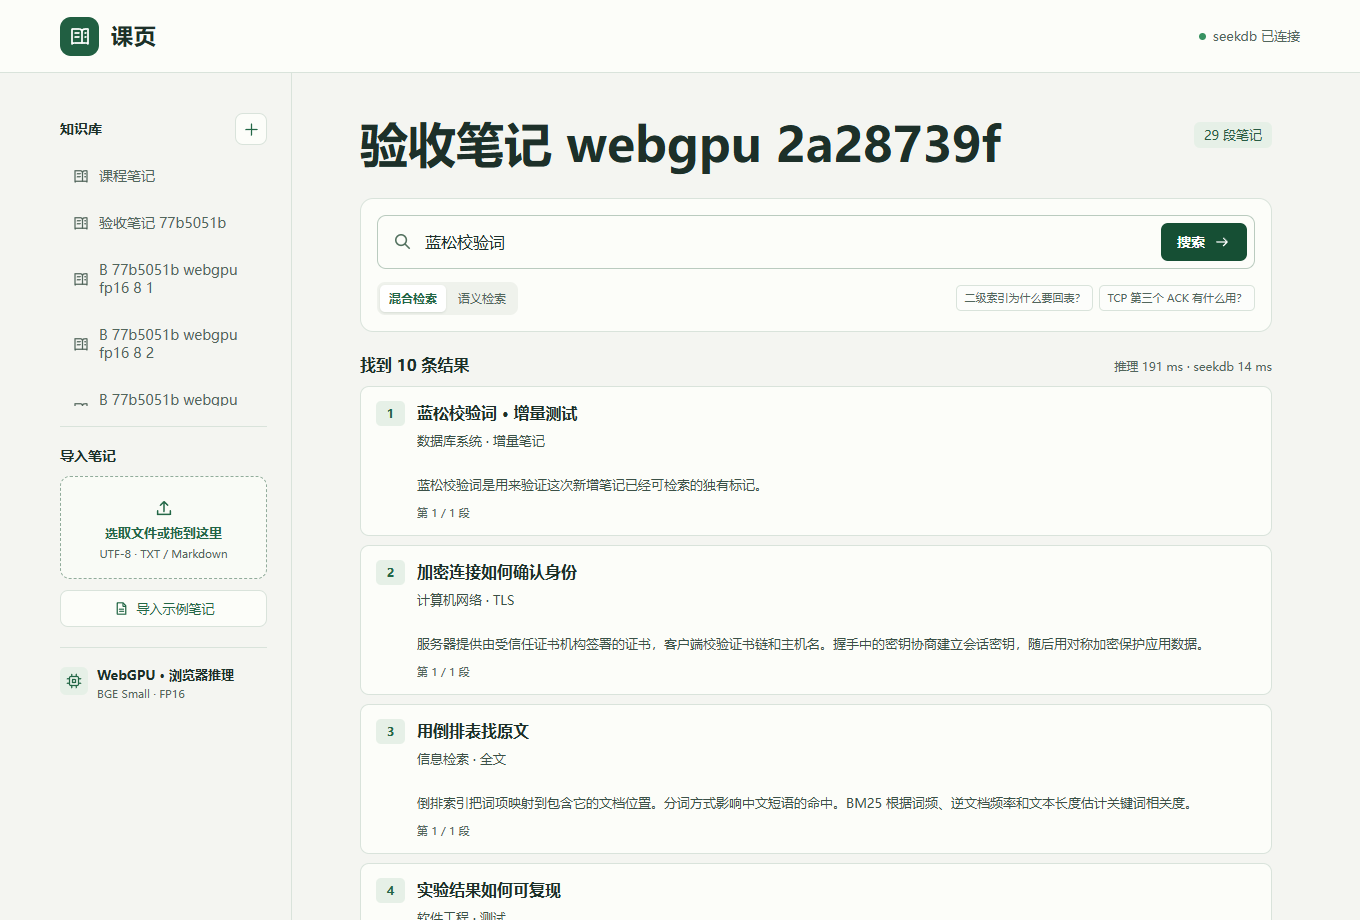 课页
seekdb 已连接
知识库
课程笔记
验收笔记 77b5051b
B 77b5051b webgpu
fp16 8 1
B 77b5051b webgpu
fp16 8 2
B 77b5051b webgpu
导入笔记
选取文件或拖到这里
UTF-8 · TXT / Markdown
导入示例笔记
WebGPU • 浏览器推理
BGE Small · FP16
验收笔记 webgpu 2a28739f
29 段笔记
蓝松校验词
搜索
混合检索
语义检索
二级索引为什么要回表?
TCP 第三个 ACK 有什么用?
找到 10 条结果
推理 191 ms · seekdb 14 ms
1
蓝松校验词 • 增量测试
数据库系统 · 增量笔记
蓝松校验词是用来验证这次新增笔记已经可检索的独有标记。
第 1 / 1 段
2
加密连接如何确认身份
计算机网络 · TLS
服务器提供由受信任证书机构签署的证书，客户端校验证书链和主机名。握手中的密钥协商建立会话密钥，随后用对称加密保护应用数据。
第 1 / 1 段
3
用倒排表找原文
信息检索 · 全文
倒排索引把词项映射到包含它的文档位置。分词方式影响中文短语的命中。BM25 根据词频、逆文档频率和文本长度估计关键词相关度。
第 1 / 1 段
4
实验结果如何可复现
软件工程 · 测试